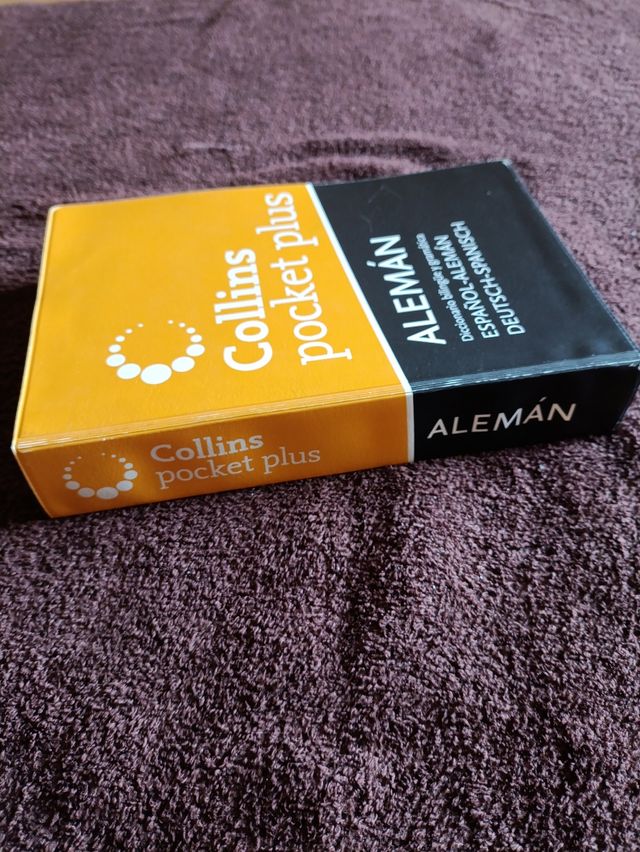 Collins
pocket plus
ALEMÁN
Diccionario bilingüe y gramática
ESPAÑOL-ALEMÁN
DEUTSCH-SPANISCH
Collins
pocket plus
ALEMÁN